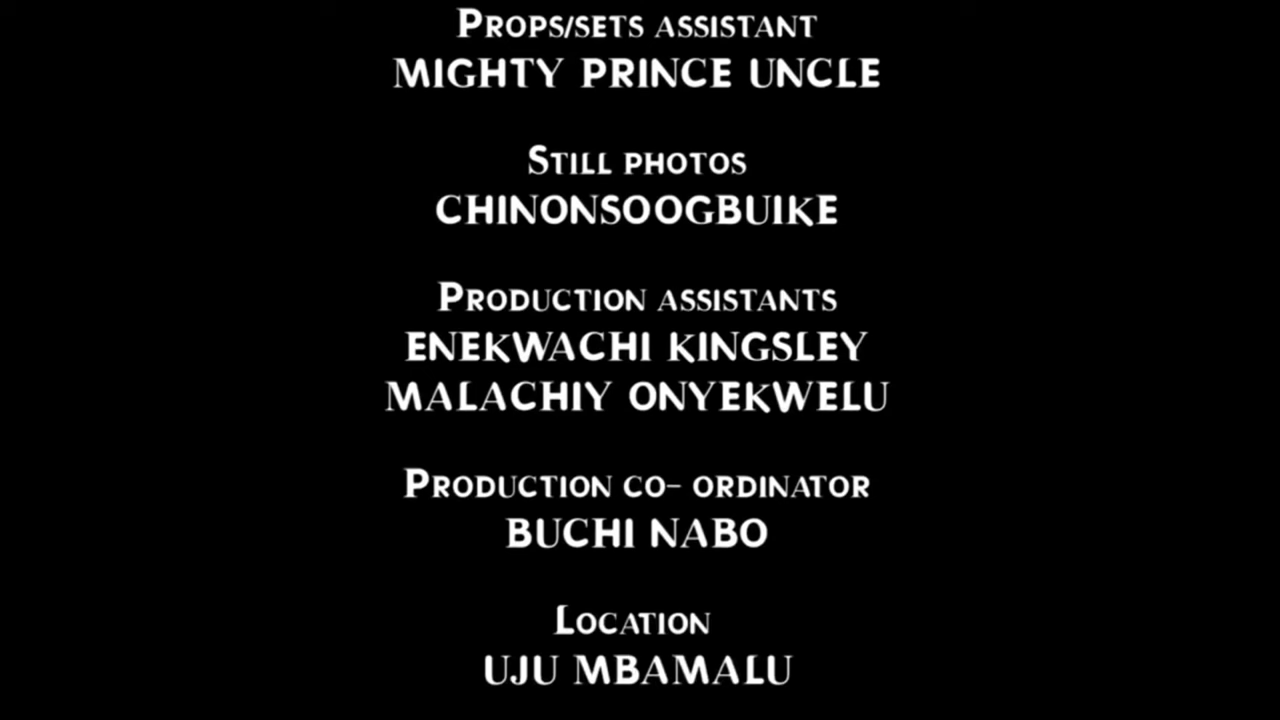 Props/sets assistant
MIGHTY PRINCE UNCLE
Still photos
CHINONSOOGBUIKE
Production assistants
ENEKWACHI KINGSLEY
MALACHIY ONYEKWELU
Production co- ordinator
BUCHI NABO
Location
UJU MBAMALU